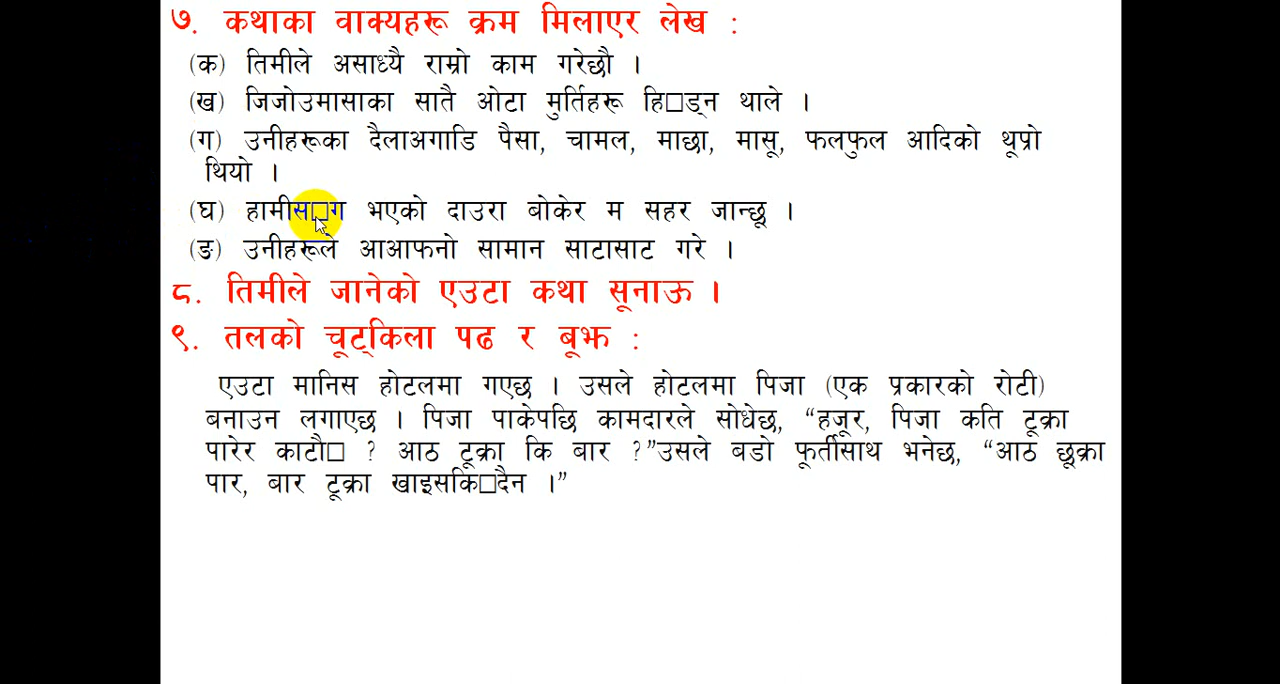 ७. कथाका वाक्यहरू क्रम मिलाएर लेख :
(क) तिमीले असाध्यै राम्रो काम गरेछौ ।
(ख) जिजोउमासाका सातै ओटा मुर्तिहरू हि□ड्न थाले ।
(ग) उनीहरूका दैलाअगाडि पैसा, चामल, माछा, मासू, फलफुल आदिको थूप्रो
थियो ।
(घ) हामीस□ग भएको दाउरा बोकेर म सहर जान्छू ।
(ङ) उनीहरूले आआफनो सामान साटासाट गरे ।
८. तिमीले जानेको एउटा कथा सूनाऊ ।
९. तलको चूट्किला पढ र बूझ :
एउटा मानिस होटलमा गएछ । उसले होटलमा पिजा (एक प्रकारको रोटी)
बनाउन लगाएछ । पिजा पाकेपछि कामदारले सोधेछ, “हजूर, पिजा कति टूक्रा
पारेर काटौ□ ? आठ टूक्रा कि बार ?”उसले बडो फूर्तीसाथ भनेछ, “आठ छूक्रा
पार, बार टूक्रा खाइसकि□दैन ।”